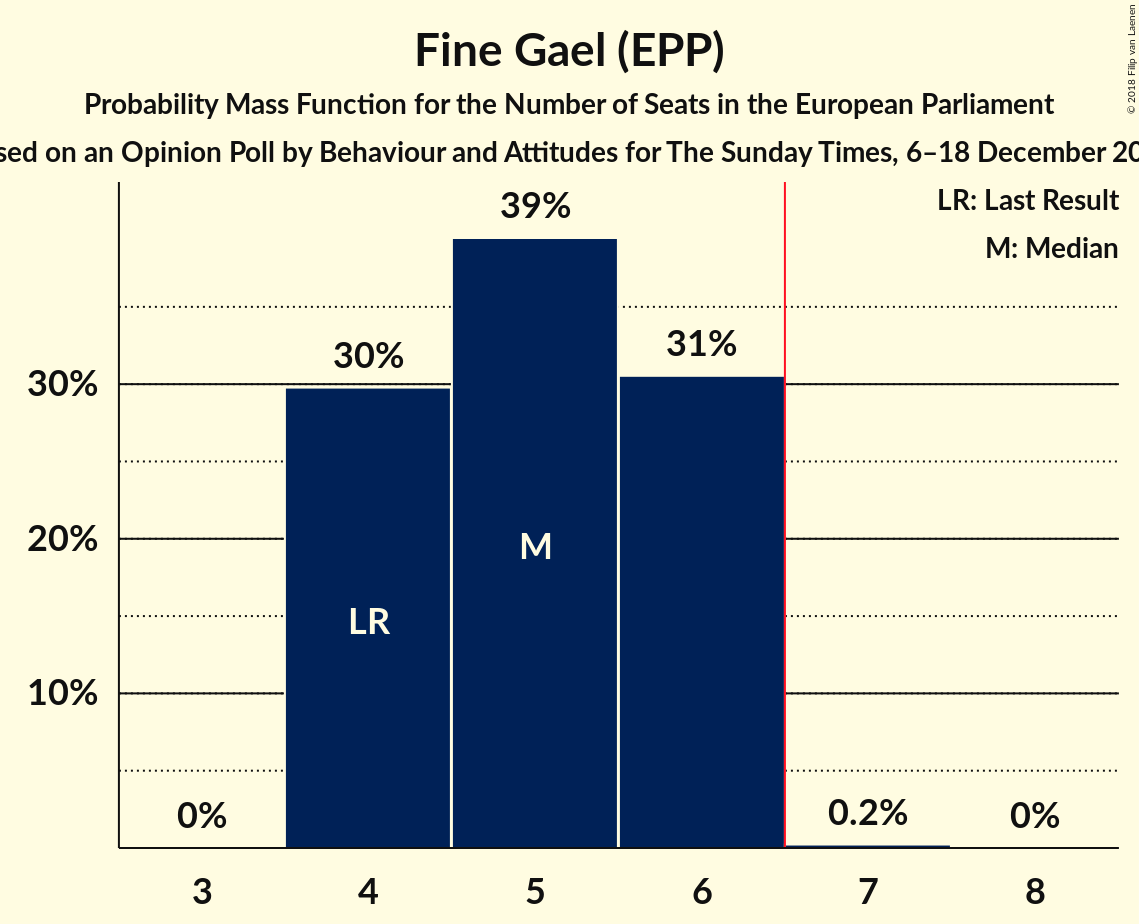 Fine Gael (EPP)
Probability Mass Function for the Number of Seats in the European Parliament
on an Opinion Poll by Behaviour and Attitudes for The Sunday Times, 6–18 December
© 2018 Filip van Laenen
LR: Last Result
M: Median
39%
30%
31%
30%
20%
10%
M
LR
0%
0.2%
0%
3 4 5 6 7 8